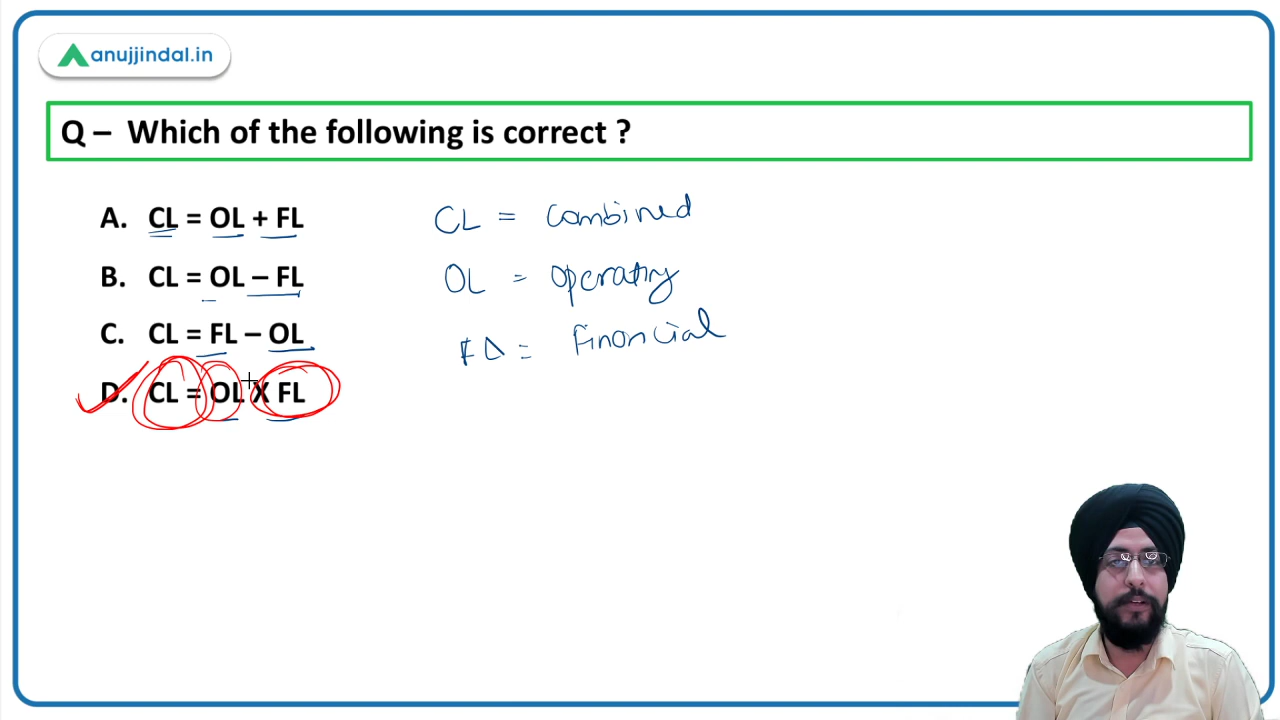 anujjindal.in
Q – Which of the following is correct ?
A. CL = OL + FL
B. CL = OL – FL
C. CL = FL – OL
D. CL = OL X FL
CL = Combined
OL = Operating
FL = Financial